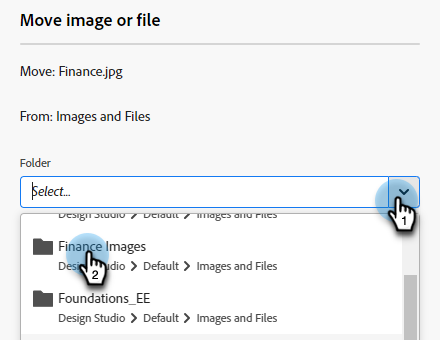 Move image or file
Move: Finance.jpg
From: Images and Files
Folder
Select...
1
Design Studio > Default > Images and Files
Finance Images
Design Studio > Default > Images and Files
2
Foundations_EE
Design Studio > Default > Images and Files